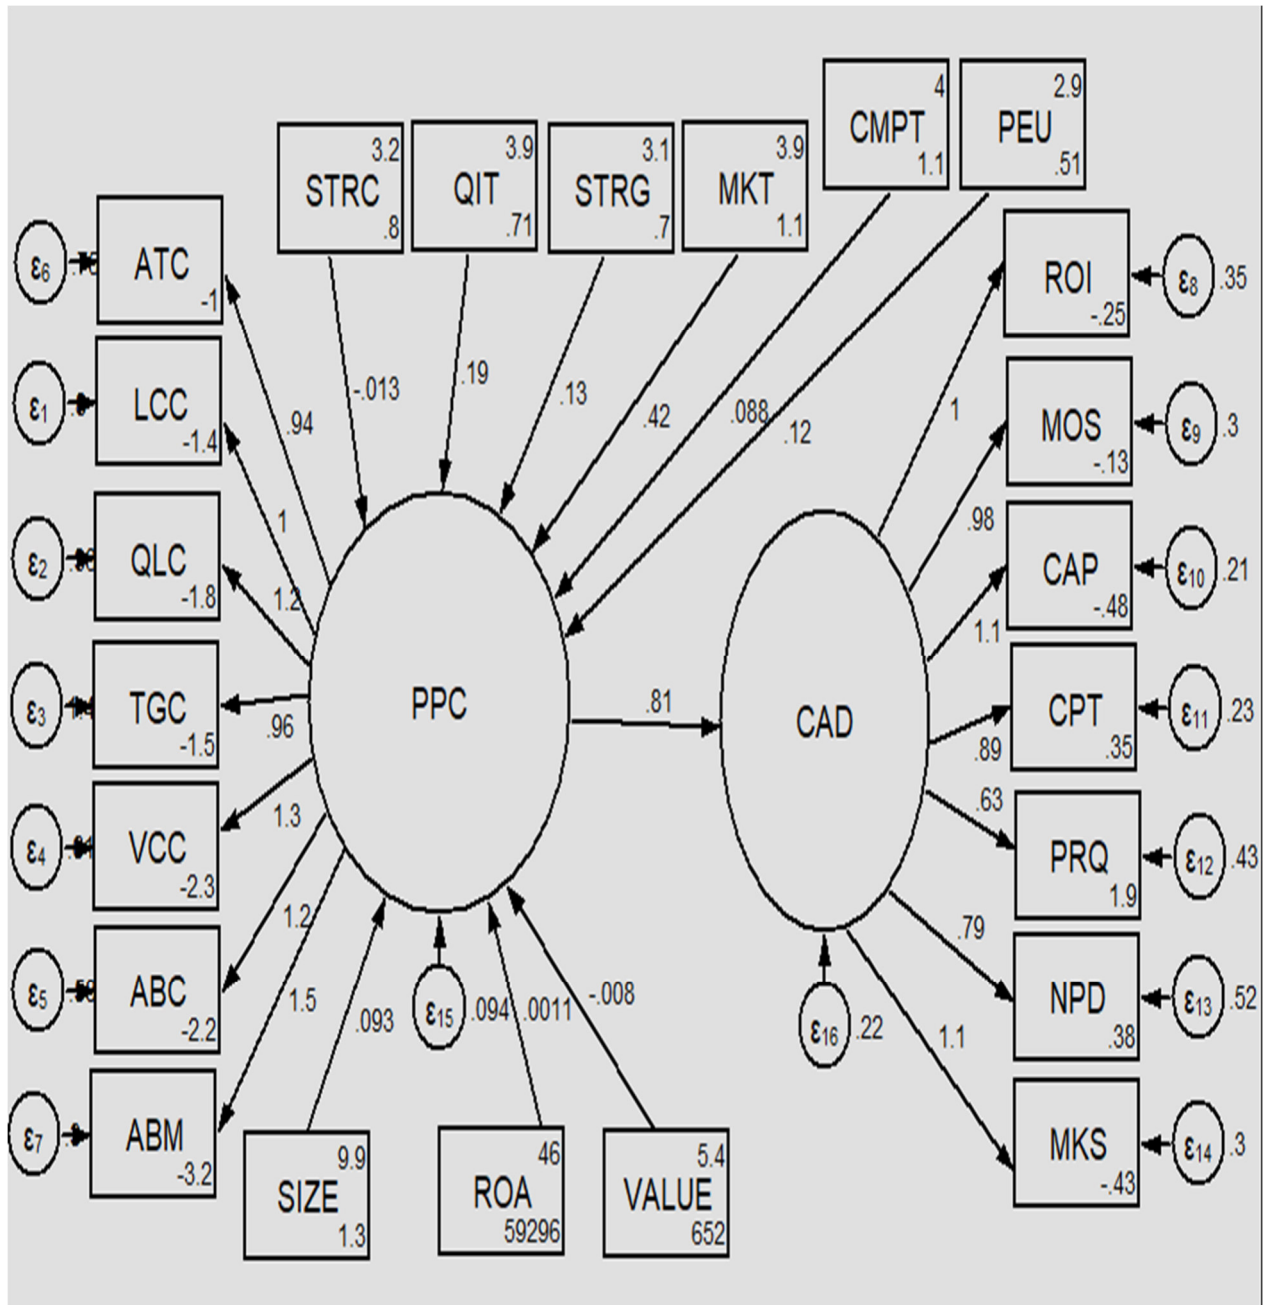 4
CMPT
1.1
2.9
PEU
.51
3.2
STRC
.8
3.9
QIT
.71
3.1
STRG
.7
3.9
MKT
1.1
ε6
ATC
-1
ε1
LCC
-1.4
ε2
QLC
-1.8
ε3
TGC
-1.5
ε4
VCC
-2.3
ε5
ABC
-2.2
ε7
ABM
-3.2
.94
1
1.2
.96
1.3
1.2
1.5
-.013
.19
.13
.42
.088
.12
PPC
.81
CAD
.093
ε15
.094
.0011
-.008
ε16
.22
9.9
SIZE
1.3
46
ROA
59296
5.4
VALUE
652
1
.98
1.1
.89
.63
.79
1.1
ROI
-.25
ε8
.35
MOS
-.13
ε9
.3
CAP
-.48
ε10
.21
CPT
.35
ε11
.23
PRQ
1.9
ε12
.43
NPD
.38
ε13
.52
MKS
-.43
ε14
.3